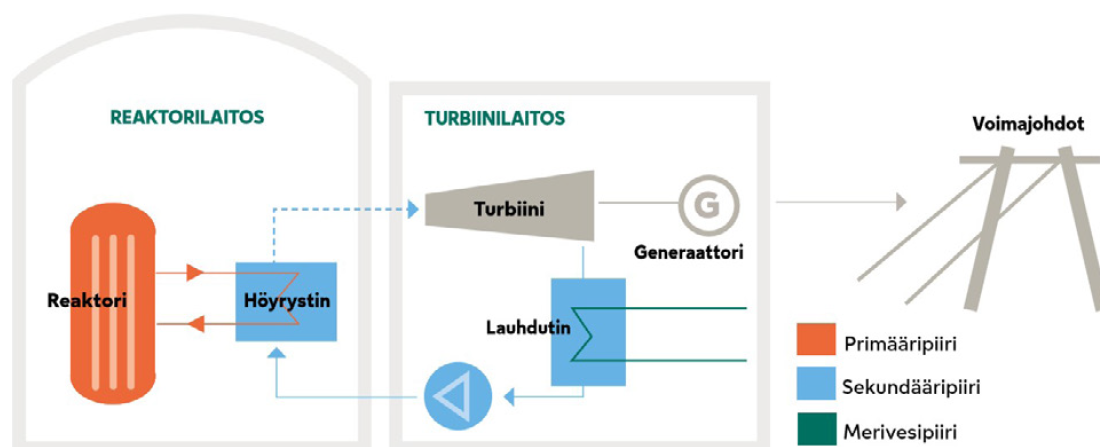 REAKTORILAITOS
TURBIINILAITOS
Voimajohdot
Turbiini
G
Generaattori
Reaktori
Höyrystin
Lauhdutin
Primääripiiri
Sekundääripiiri
Merivesipiiri